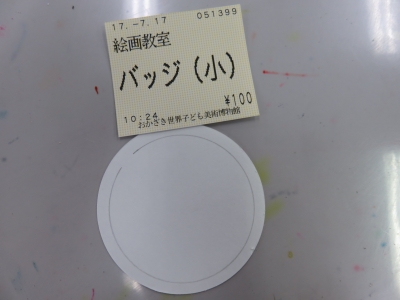 17.-7.17 051399
絵画教室
バッジ（小）
¥100
10:24
おかざき世界子ども美術博物館